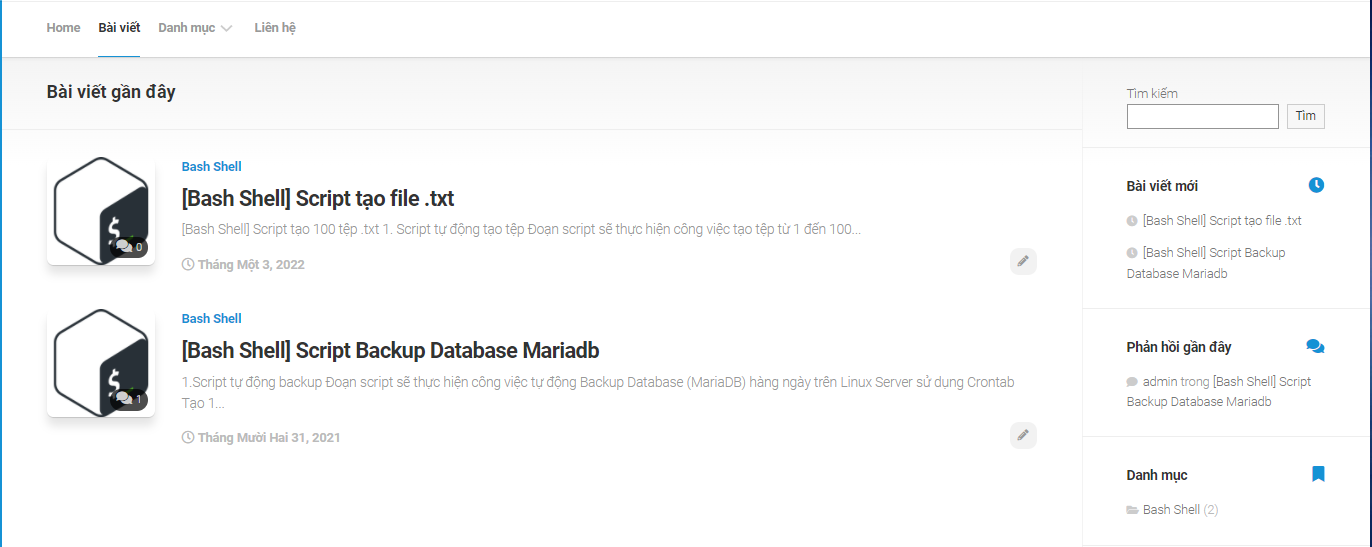 Home Bài viết Danh mục Liên hệ
Bài viết gần đây
Bash Shell
[Bash Shell] Script tạo file .txt
[Bash Shell] Script tạo 100 tệp .txt 1. Script tự động tạo tệp Đoạn script sẽ thực hiện công việc tạo tệp từ 1 đến 100...
0
Tháng Một 3, 2022
Bash Shell
[Bash Shell] Script Backup Database Mariadb
1.Script tự động backup Đoạn script sẽ thực hiện công việc tự động Backup Database (MariaDB) hàng ngày trên Linux Server sử dụng Crontab
Tạo 1...
1
Tháng Mười Hai 31, 2021
Tìm kiếm
Tìm
Bài viết mới
[Bash Shell] Script tạo file .txt
[Bash Shell] Script Backup
Database Mariadb
Phản hồi gần đây
admin trong [Bash Shell] Script
Backup Database Mariadb
Danh mục
Bash Shell (2)